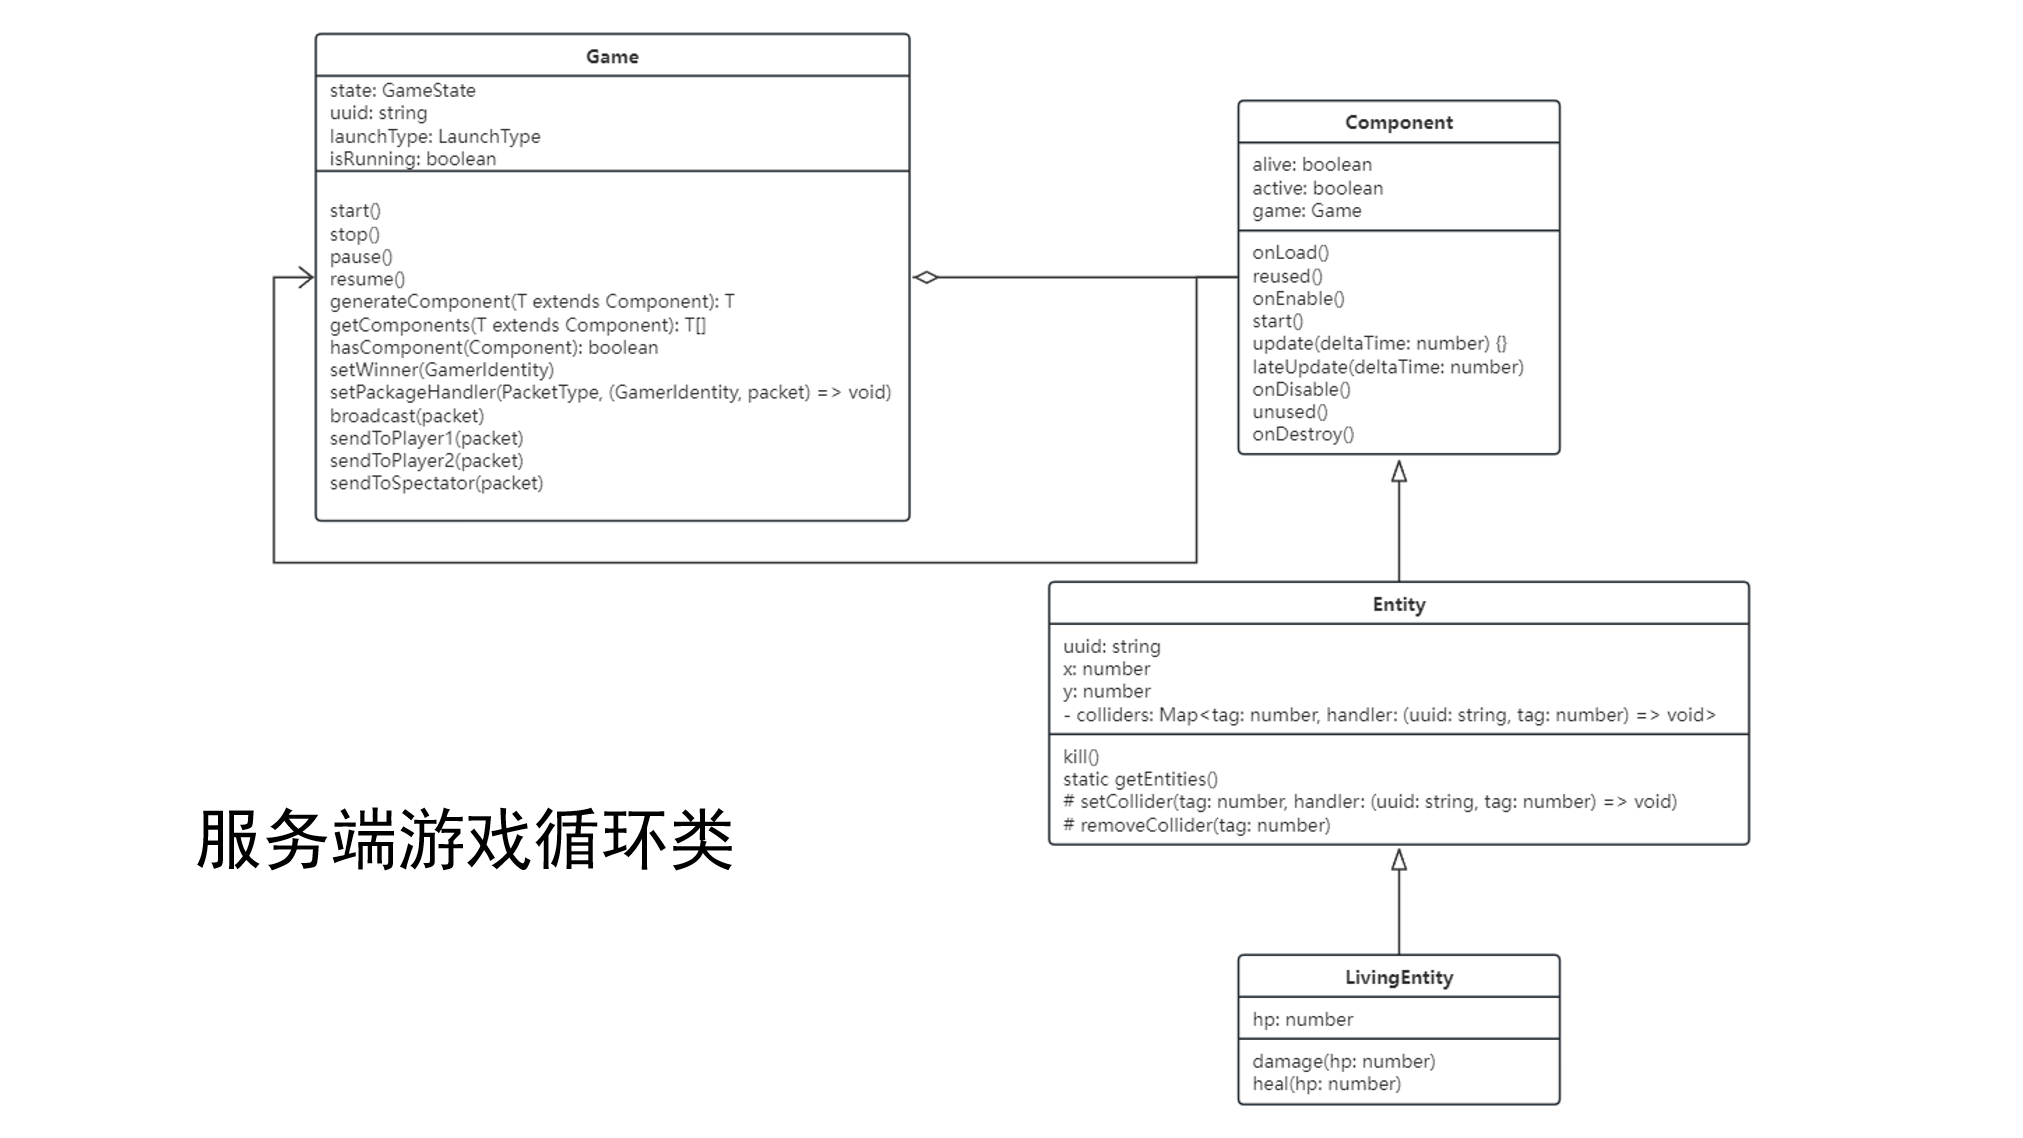 Game
state: GameState
uuid: string
launchType: LaunchType
isRunning: boolean
start()
stop()
pause()
resume()
generateComponent(T extends Component): T
getComponents(T extends Component): T[]
hasComponent(Component): boolean
setWinner(GamerIdentity)
setPackageHandler(PacketType, (GamerIdentity, packet) => void)
broadcast(packet)
sendToPlayer1(packet)
sendToPlayer2(packet)
sendToSpectator(packet)
Component
alive: boolean
active: boolean
game: Game
onLoad()
reused()
onEnable()
start()
update(deltaTime: number) {}
lateUpdate(deltaTime: number)
onDisable()
unused()
onDestroy()
Entity
uuid: string
x: number
y: number
- colliders: Map<tag: number, handler: (uuid: string, tag: number) => void>
kill()
static getEntities()
# setCollider(tag: number, handler: (uuid: string, tag: number) => void)
# removeCollider(tag: number)
服务端游戏循环类
LivingEntity
hp: number
damage(hp: number)
heal(hp: number)